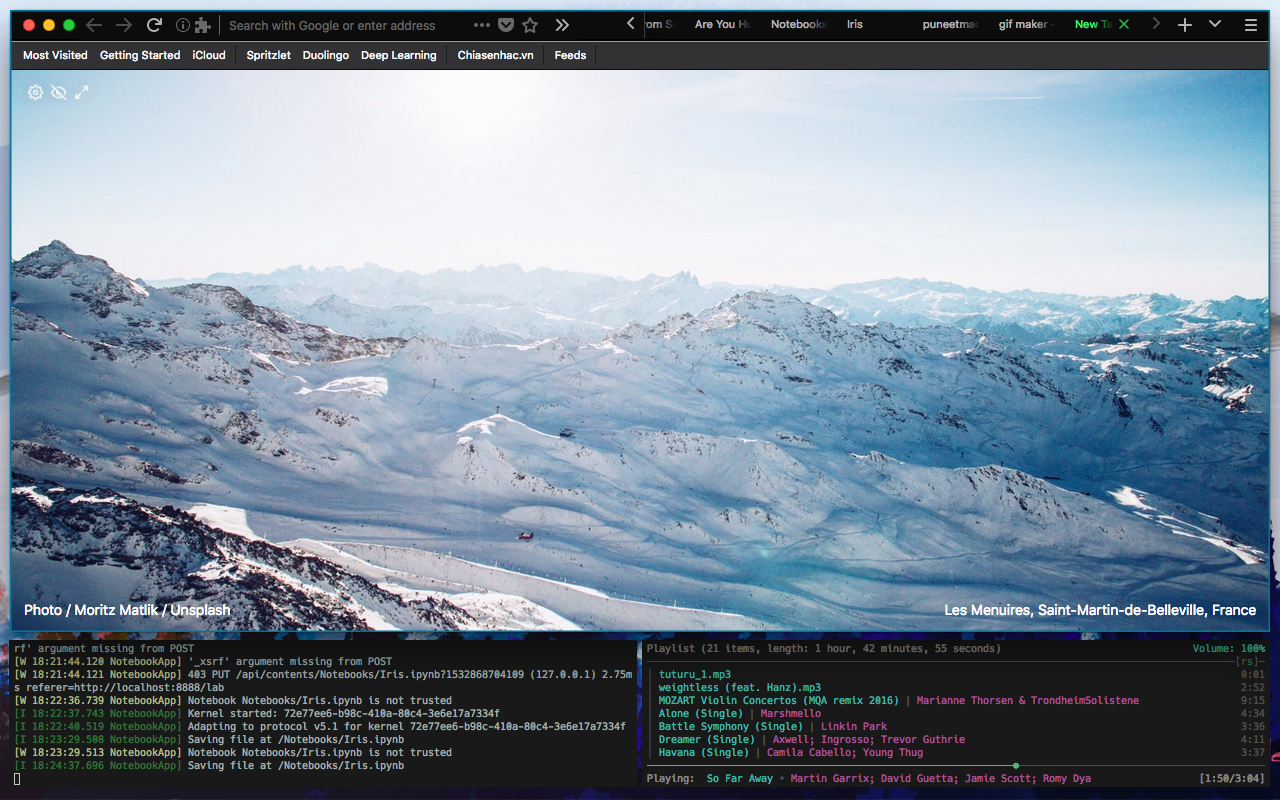 Search with Google or enter address
Are You Hu
Notebooks
Iris
puneetma
gif maker -
New Ta
Most Visited Getting Started iCloud Spritzlet Duolingo Deep Learning Chiasenhac.vn Feeds
Photo / Moritz Matlik / Unsplash
Les Menuires, Saint-Martin-de-Belleville, France
rf' argument missing from POST
[W 18:21:44.120 NotebookApp] '_xsrf' argument missing from POST
[W 18:21:44.121 NotebookApp] 403 PUT /api/contents/Notebooks/Iris.ipynb?1532868704109 (127.0.0.1) 2.75m
s referer=http://localhost:8888/lab
[W 18:22:36.739 NotebookApp] Notebook Notebooks/Iris.ipynb is not trusted
[I 18:22:37.743 NotebookApp] Kernel started: 72e77ee6-b98c-410a-80c4-3e6e17a7334f
[I 18:22:40.519 NotebookApp] Adapting to protocol v5.1 for kernel 72e77ee6-b98c-410a-80c4-3e6e17a7334f
[I 18:23:29.508 NotebookApp] Saving file at /Notebooks/Iris.ipynb
[W 18:23:29.513 NotebookApp] Notebook Notebooks/Iris.ipynb is not trusted
[I 18:24:37.696 NotebookApp] Saving file at /Notebooks/Iris.ipynb
Playlist (21 items, length: 1 hour, 42 minutes, 55 seconds) Volume: 100%
[rs]
tuturu_1.mp3 0:01
weightless (feat. Hanz).mp3 2:52
MOZART Violin Concertos (MQA remix 2016) | Marianne Thorsen & TrondheimSolistene 9:15
Alone (Single) | Marshmello 4:34
Battle Symphony (Single) | Linkin Park 3:36
Dreamer (Single) | Axwell; Ingrosso; Trevor Guthrie 4:11
Havana (Single) | Camila Cabello; Young Thug 3:37
Playing: So Far Away • Martin Garrix; David Guetta; Jamie Scott; Romy Dya [1:50/3:04]